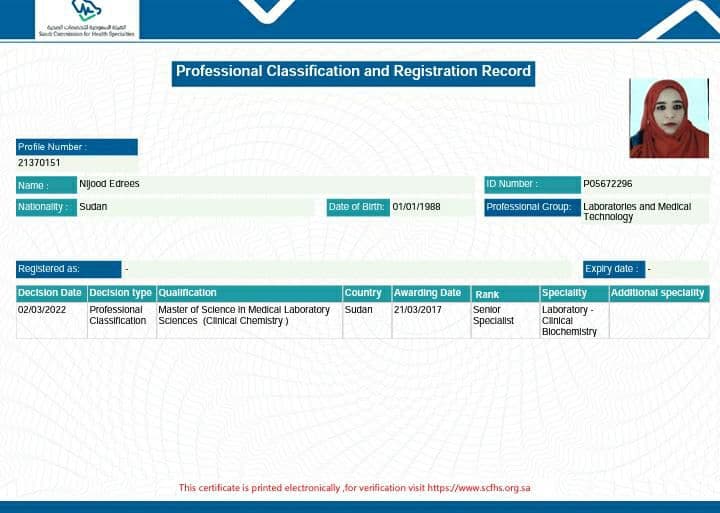 الهيئة السعودية للتخصصات الصحية
Saudi Commission for Health Specialties
Professional Classification and Registration Record
Profile Number :
21370151
Name : Nijood Edrees ID Number : P05672296
Nationality : Sudan Date of Birth: 01/01/1988 Professional Group: Laboratories and Medical
Technology
Registered as: - Expiry date : -
Decision Date Decision type Qualification Country Awarding Date Rank Speciality Additional speciality
02/03/2022 Professional Master of Science in Medical Laboratory Sudan 21/03/2017 Senior Laboratory -
Classification Sciences (Clinical Chemistry ) Specialist Clinical
Biochemistry
This certificate is printed electronically ,for verification visit https://www.scfhs.org.sa